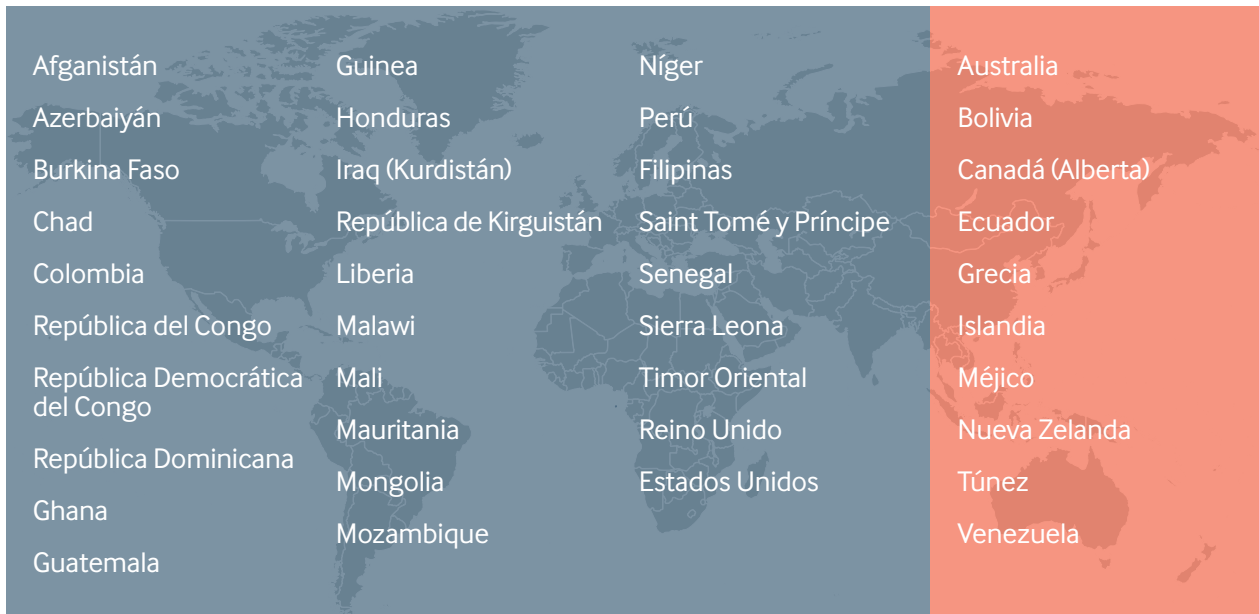 Afganistán
Azerbaiyán
Burkina Faso
Chad
Colombia
República del Congo
República Democrática
del Congo
República Dominicana
Ghana
Guatemala
Guinea
Honduras
Iraq (Kurdistán)
República de Kirguistán
Liberia
Malawi
Mali
Mauritania
Mongolia
Mozambique
Níger
Perú
Filipinas
Saint Tomé y Príncipe
Senegal
Sierra Leona
Timor Oriental
Reino Unido
Estados Unidos
Australia
Bolivia
Canadá (Alberta)
Ecuador
Grecia
Islandia
Méjico
Nueva Zelanda
Túnez
Venezuela